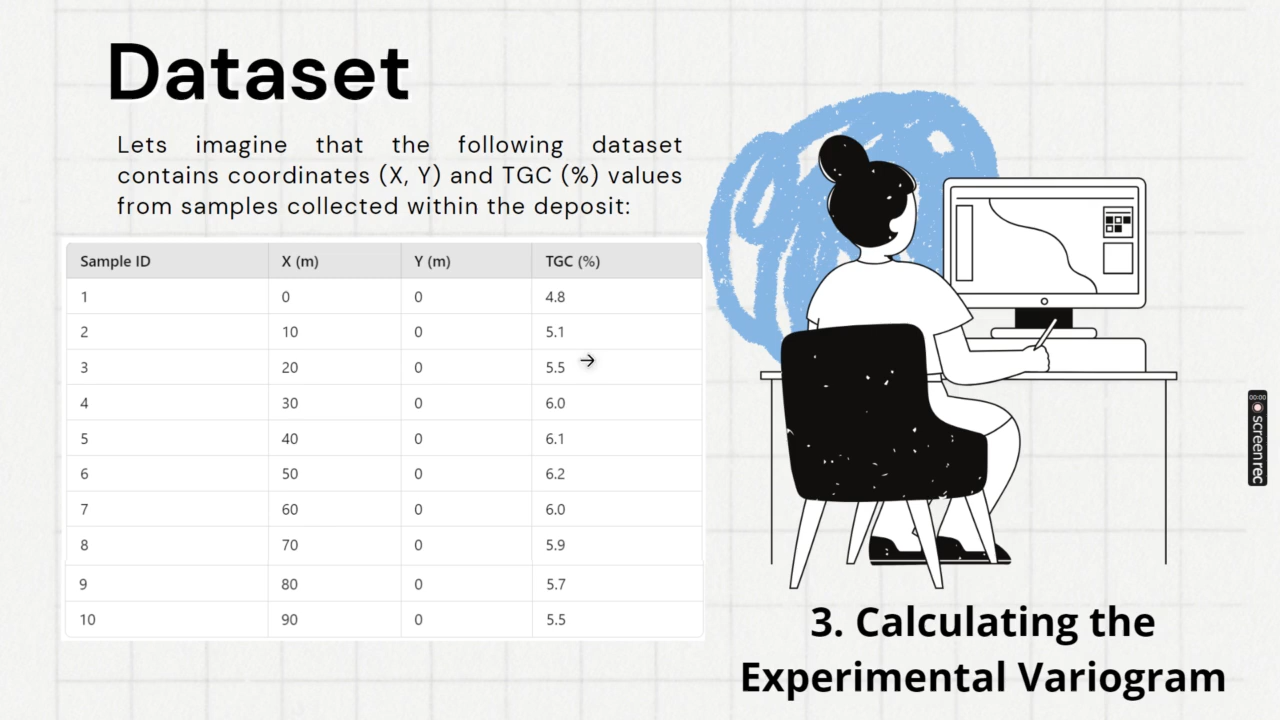 Dataset
Lets imagine that the following dataset
contains coordinates (X, Y) and TGC (%) values
from samples collected within the deposit:
Sample ID X (m) Y (m) TGC (%)
1 0 0 4.8
2 10 0 5.1
3 20 0 5.5
4 30 0 6.0
5 40 0 6.1
6 50 0 6.2
7 60 0 6.0
8 70 0 5.9
9 80 0 5.7
10 90 0 5.5
3. Calculating the
Experimental Variogram
00:00
screenrec